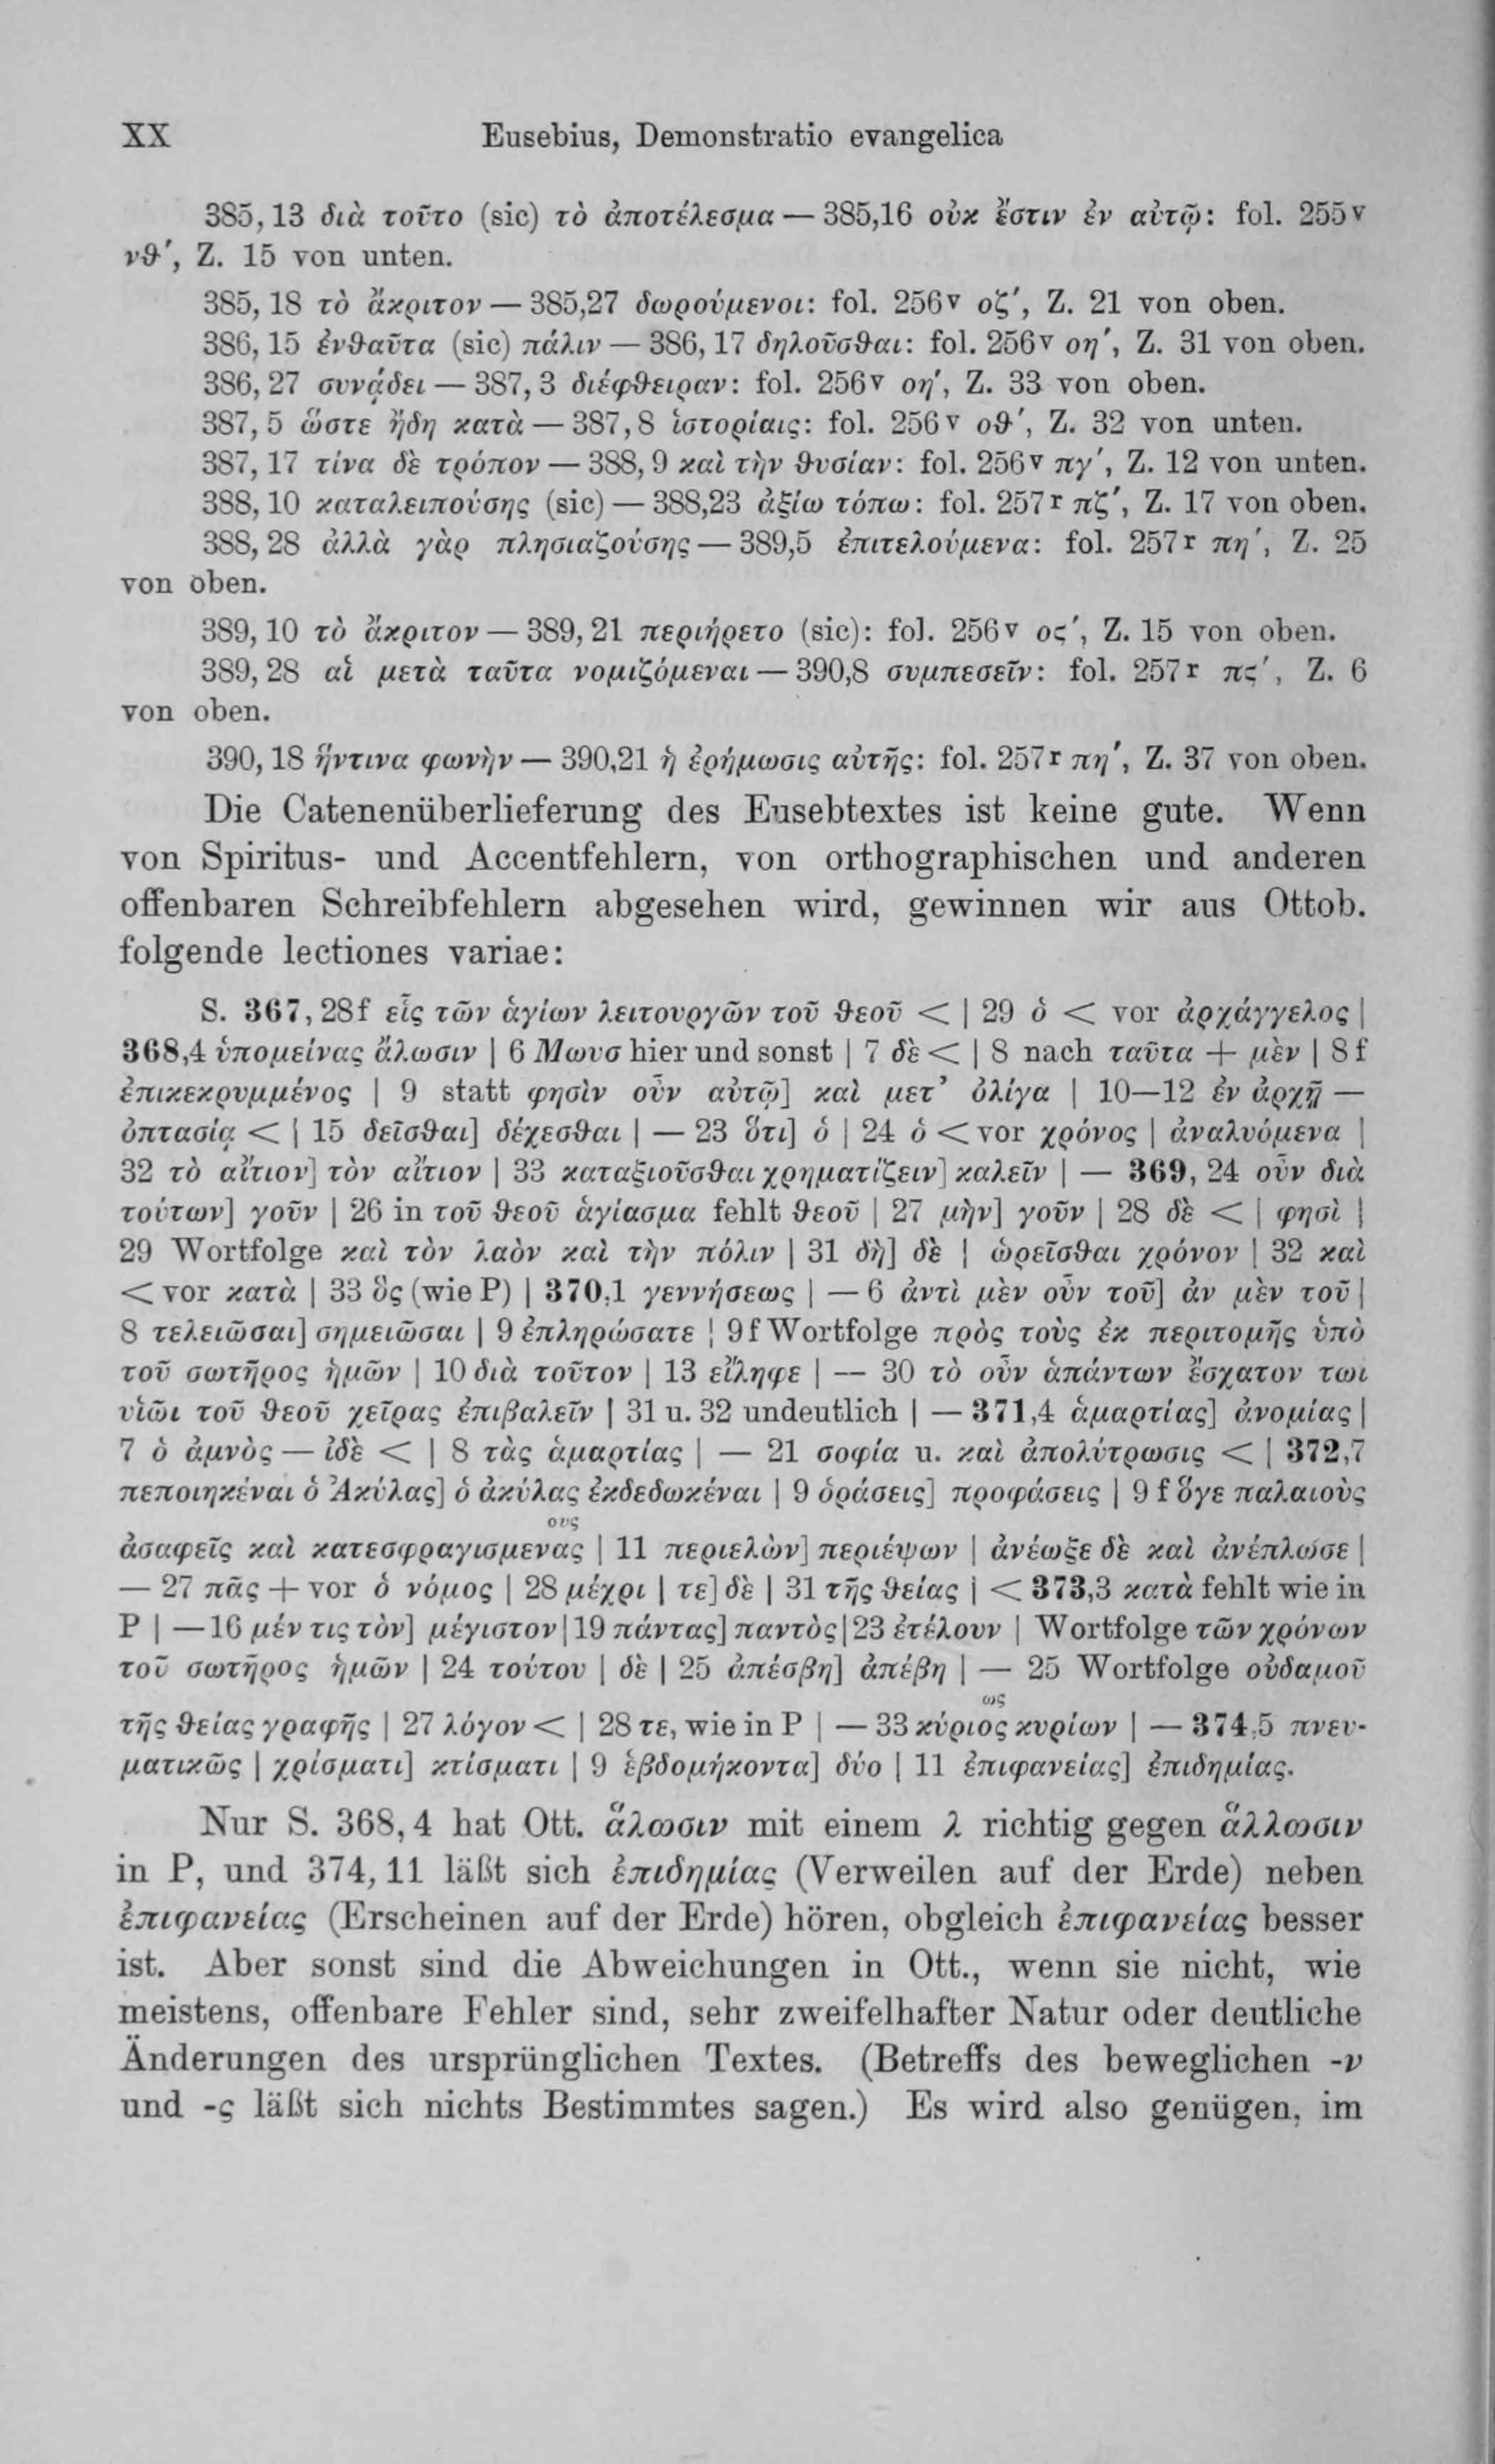 XX Eusebius, Demonstratio evangelica
385,13 διὰ τοῦτο (sic) τὸ ἀποτέλεσμα — 385,16 οὐκ ἔστιν ἐν αὐτῷ: fol. 255v
νθ′, Z. 15 von unten.
385,18 τὸ ἄκριτον — 385,27 δωρούμενοι: fol. 256v οζ′, Z. 21 von oben.
386,15 ἐνθαῦτα (sic) πάλιν — 386,17 δηλοῦσθαι: fol. 256v οη′, Z. 31 von oben.
386,27 συνᾴδει — 387,3 διέφθειραν: fol. 256v οη′, Z. 33 von oben.
387,5 ὥστε ἤδη κατὰ — 387,8 ἱστορίαις: fol. 256v οθ′, Z. 32 von unten.
387,17 τίνα δὲ τρόπον — 388,9 καὶ τὴν θυσίαν: fol. 256v πγ′, Z. 12 von unten.
388,10 καταλειπούσης (sic) — 388,23 ἀξίω τόπω: fol. 257r πζ′, Z. 17 von oben.
388,28 ἀλλὰ γὰρ πλησιαζούσης — 389,5 ἐπιτελούμενα: fol. 257r πη′, Z. 25
von oben.
389,10 τὸ ἄκριτον — 389,21 περιήρετο (sic): fol. 256v ος′, Z. 15 von oben.
389,28 αἱ μετὰ ταῦτα νομιζόμεναι — 390,8 συμπεσεῖν: fol. 257r πς′, Z. 6
von oben.
390,18 ἥντινα φωνὴν — 390,21 ἡ ἐρήμωσις αὐτῆς: fol. 257r πη′, Z. 37 von oben.
Die Catenenüberlieferung des Eusebtextes ist keine gute. Wenn
von Spiritus- und Accentfehlern, von orthographischen und anderen
offenbaren Schreibfehlern abgesehen wird, gewinnen wir aus Ottob.
folgende lectiones variae:
S. 367,28f εἷς τῶν ἁγίων λειτουργῶν τοῦ θεοῦ < | 29 ὁ < vor ἀρχάγγελος |
368,4 ὑπομείνας ἅλωσιν | 6 Μωυσ hier und sonst | 7 δὲ < | 8 nach ταῦτα + μὲν | 8f
ἐπικεκρυμμένος | 9 statt φησὶν οὖν αὐτῷ] καὶ μετ’ ὀλίγα | 10—12 ἐν ἀρχῇ —
ὀπτασίᾳ < | 15 δεῖσθαι] δέχεσθαι | — 23 ὅτι] ὁ | 24 ὁ < vor χρόνος | ἀναλυόμενα |
32 τὸ αἴτιον] τὸν αἴτιον | 33 καταξιοῦσθαι χρηματίζειν] καλεῖν | — 369,24 οὖν διὰ
τούτων] γοῦν | 26 in τοῦ θεοῦ ἁγίασμα fehlt θεοῦ | 27 μὴν] γοῦν | 28 δὲ < | φησὶ |
29 Wortfolge καὶ τὸν λαὸν καὶ τὴν πόλιν | 31 δὴ] δὲ | ὡρεῖσθαι χρόνον | 32 καὶ
< vor κατὰ | 33 ὃς (wie P) | 370,1 γεννήσεως | — 6 ἀντὶ μὲν οὖν τοῦ] ἀν μὲν τοῦ |
8 τελειῶσαι] σημειῶσαι | 9 ἐπληρώσατε | 9f Wortfolge πρὸς τοὺς ἐκ περιτομῆς ὑπὸ
τοῦ σωτῆρος ἡμῶν | 10 διὰ τοῦτον | 13 εἴληφε | — 30 τὸ οὖν ἁπάντων ἔσχατον τωι
υἱῶι τοῦ θεοῦ χεῖρας ἐπιβαλεῖν | 31 u. 32 undeutlich | — 371,4 ἁμαρτίας] ἀνομίας |
7 ὁ ἀμνὸς — ἰδὲ < | 8 τὰς ἁμαρτίας | — 21 σοφία u. καὶ ἀπολύτρωσις < | 372,7
πεποιηκέναι ὁ Ἀκύλας] ὁ ἀκύλας ἐκδεδωκέναι | 9 ὁράσεις] προφάσεις | 9f ὅγε παλαιοὺς
ους
ἀσαφεῖς καὶ κατεσφραγισμενας | 11 περιελὼν] περιέψων | ἀνέωξε δὲ καὶ ἀνέπλωσε |
— 27 πᾶς + vor ὁ νόμος | 28 μέχρι | τε] δὲ | 31 τῆς θείας | < 373,3 κατὰ fehlt wie in
P | — 16 μέν τις τὸν] μέγιστον | 19 πάντας] παντὸς | 23 ἐτέλουν | Wortfolge τῶν χρόνων
τοῦ σωτῆρος ἡμῶν | 24 τούτου | δὲ | 25 ἀπέσβη] ἀπέβη | — 25 Wortfolge οὐδαμοῦ
ως
τῆς θείας γραφῆς | 27 λόγον < | 28 τε, wie in P | — 33 κύριος κυρίων | — 374,5 πνευ-
ματικῶς | χρίσματι] κτίσματι | 9 ἑβδομήκοντα] δύο | 11 ἐπιφανείας] ἐπιδημίας.
Nur S. 368,4 hat Ott. ἅλωσιν mit einem λ richtig gegen ἅλλωσιν
in P, und 374,11 läßt sich ἐπιδημίας (Verweilen auf der Erde) neben
ἐπιφανείας (Erscheinen auf der Erde) hören, obgleich ἐπιφανείας besser
ist. Aber sonst sind die Abweichungen in Ott., wenn sie nicht, wie
meistens, offenbare Fehler sind, sehr zweifelhafter Natur oder deutliche
Änderungen des ursprünglichen Textes. (Betreffs des beweglichen -ν
und -ς läßt sich nichts Bestimmtes sagen.) Es wird also genügen, im